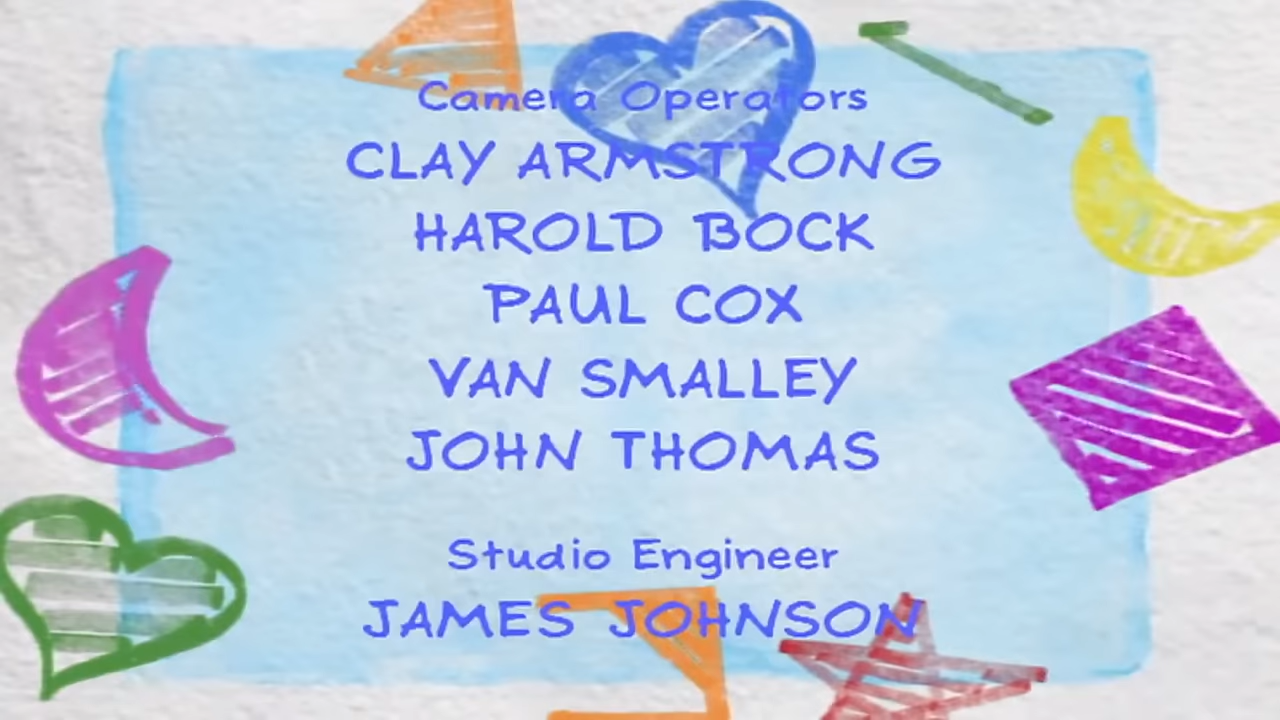 Camera Operators
CLAY ARMSTRONG
HAROLD BOCK
PAUL COX
VAN SMALLEY
JOHN THOMAS
Studio Engineer
JAMES JOHNSON